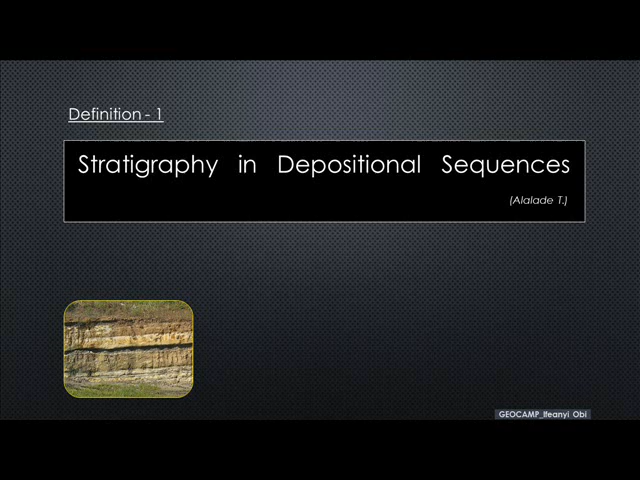 Definition - 1
Stratigraphy in Depositional Sequences
(Alalade T.)
GEOCAMP_Ifeanyi Obi